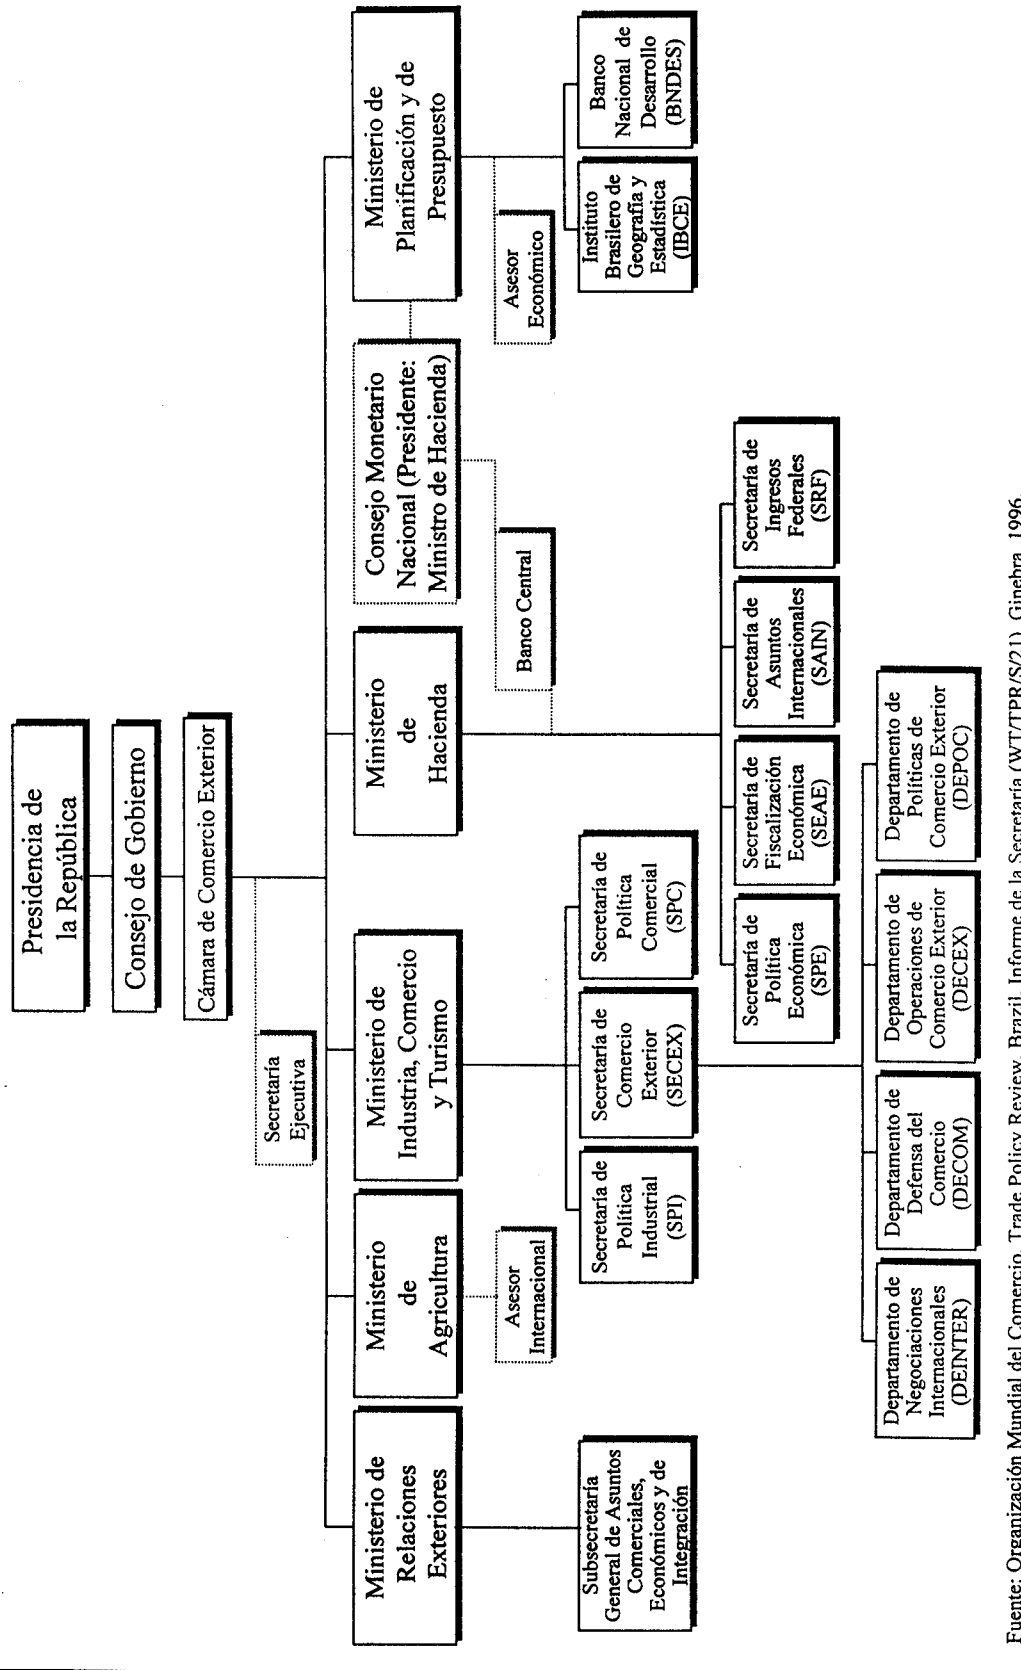 Presidencia de
la República
Consejo de Gobierno
Cámara de Comercio Exterior
Secretaría
Ejecutiva
Ministerio de
Relaciones
Exteriores
Ministerio
de
Agricultura
Ministerio de
Industria, Comercio
y Turismo
Ministerio
de
Hacienda
Consejo Monetario
Nacional (Presidente:
Ministro de Hacienda)
Ministerio de
Planificación y de
Presupuesto
Asesor
Internacional
Banco Central
Asesor
Económico
Subsecretaría
General de Asuntos
Comerciales,
Económicos y de
Integración
Secretaría de
Política
Industrial
(SPI)
Secretaría de
Comercio
Exterior
(SECEX)
Secretaría de
Política
Comercial
(SPC)
Instituto
Brasilero de
Geografia y
Estadística
(IBCE)
Banco
Nacional de
Desarrollo
(BNDES)
Secretaría de
Política
Económica
(SPE)
Secretaría de
Fiscalización
Económica
(SEAE)
Secretaría de
Asuntos
Internacionales
(SAIN)
Secretaría de
Ingresos
Federales
(SRF)
Departamento de
Negociaciones
Internacionales
(DEINTER)
Departamento de
Defensa del
Comercio
(DECOM)
Departamento de
Operaciones de
Comercio Exterior
(DECEX)
Departamento de
Políticas de
Comercio Exterior
(DEPOC)
Fuente: Organización Mundial del Comercio, Trade Policy Review, Brazil, Informe de la Secretaría (WT/TPR/S/21), Ginebra, 1996.